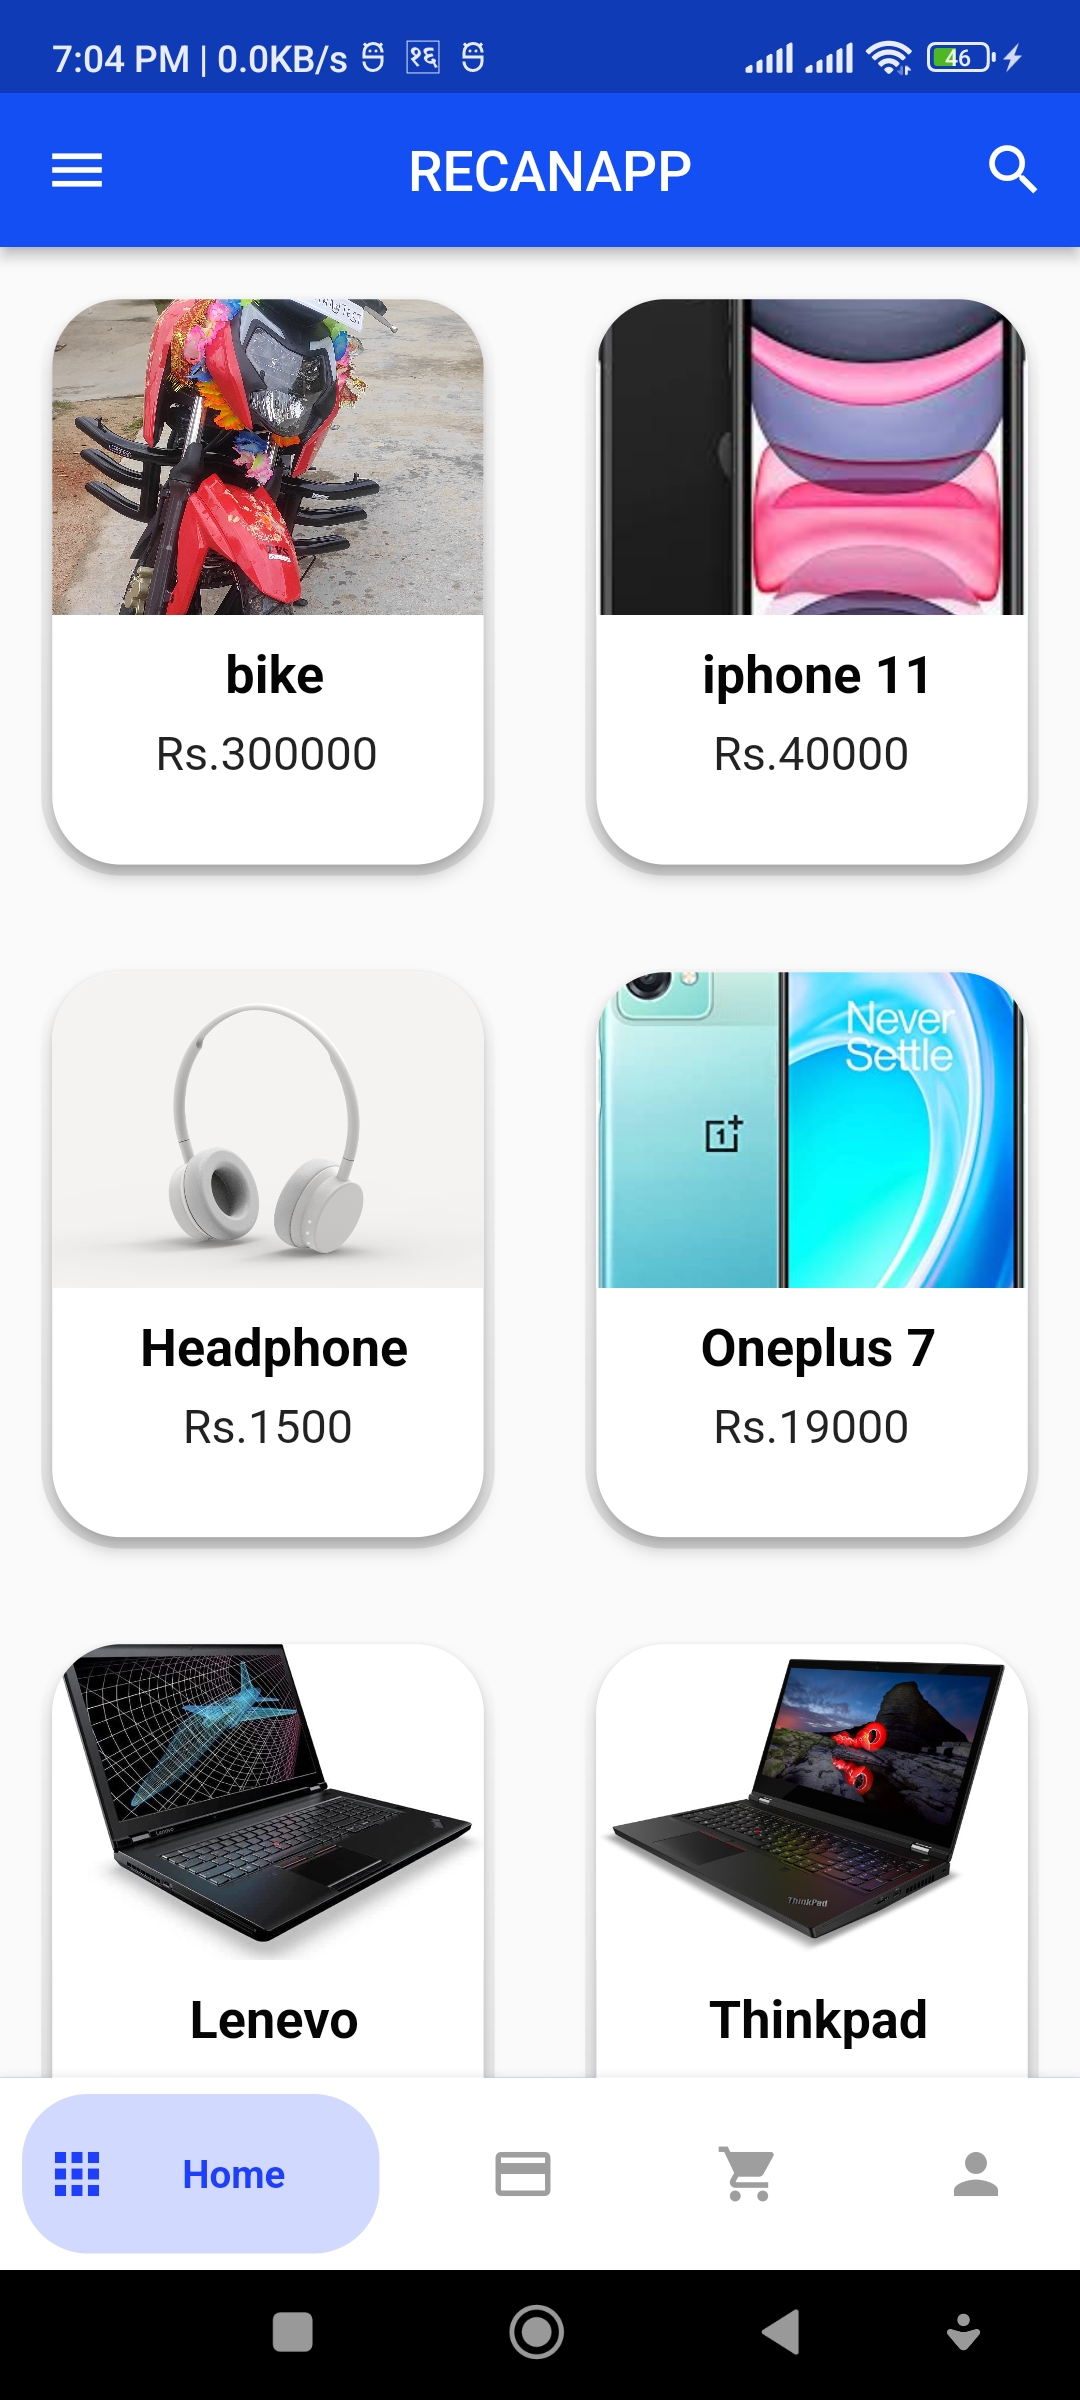 7:04 PM | 0.0KB/s १६ 46
RECANAPP
bike
Rs.300000
iphone 11
Rs.40000
Never
Settle
Headphone
Rs.1500
Oneplus 7
Rs.19000
ThinkPad
Lenevo
Thinkpad
Home